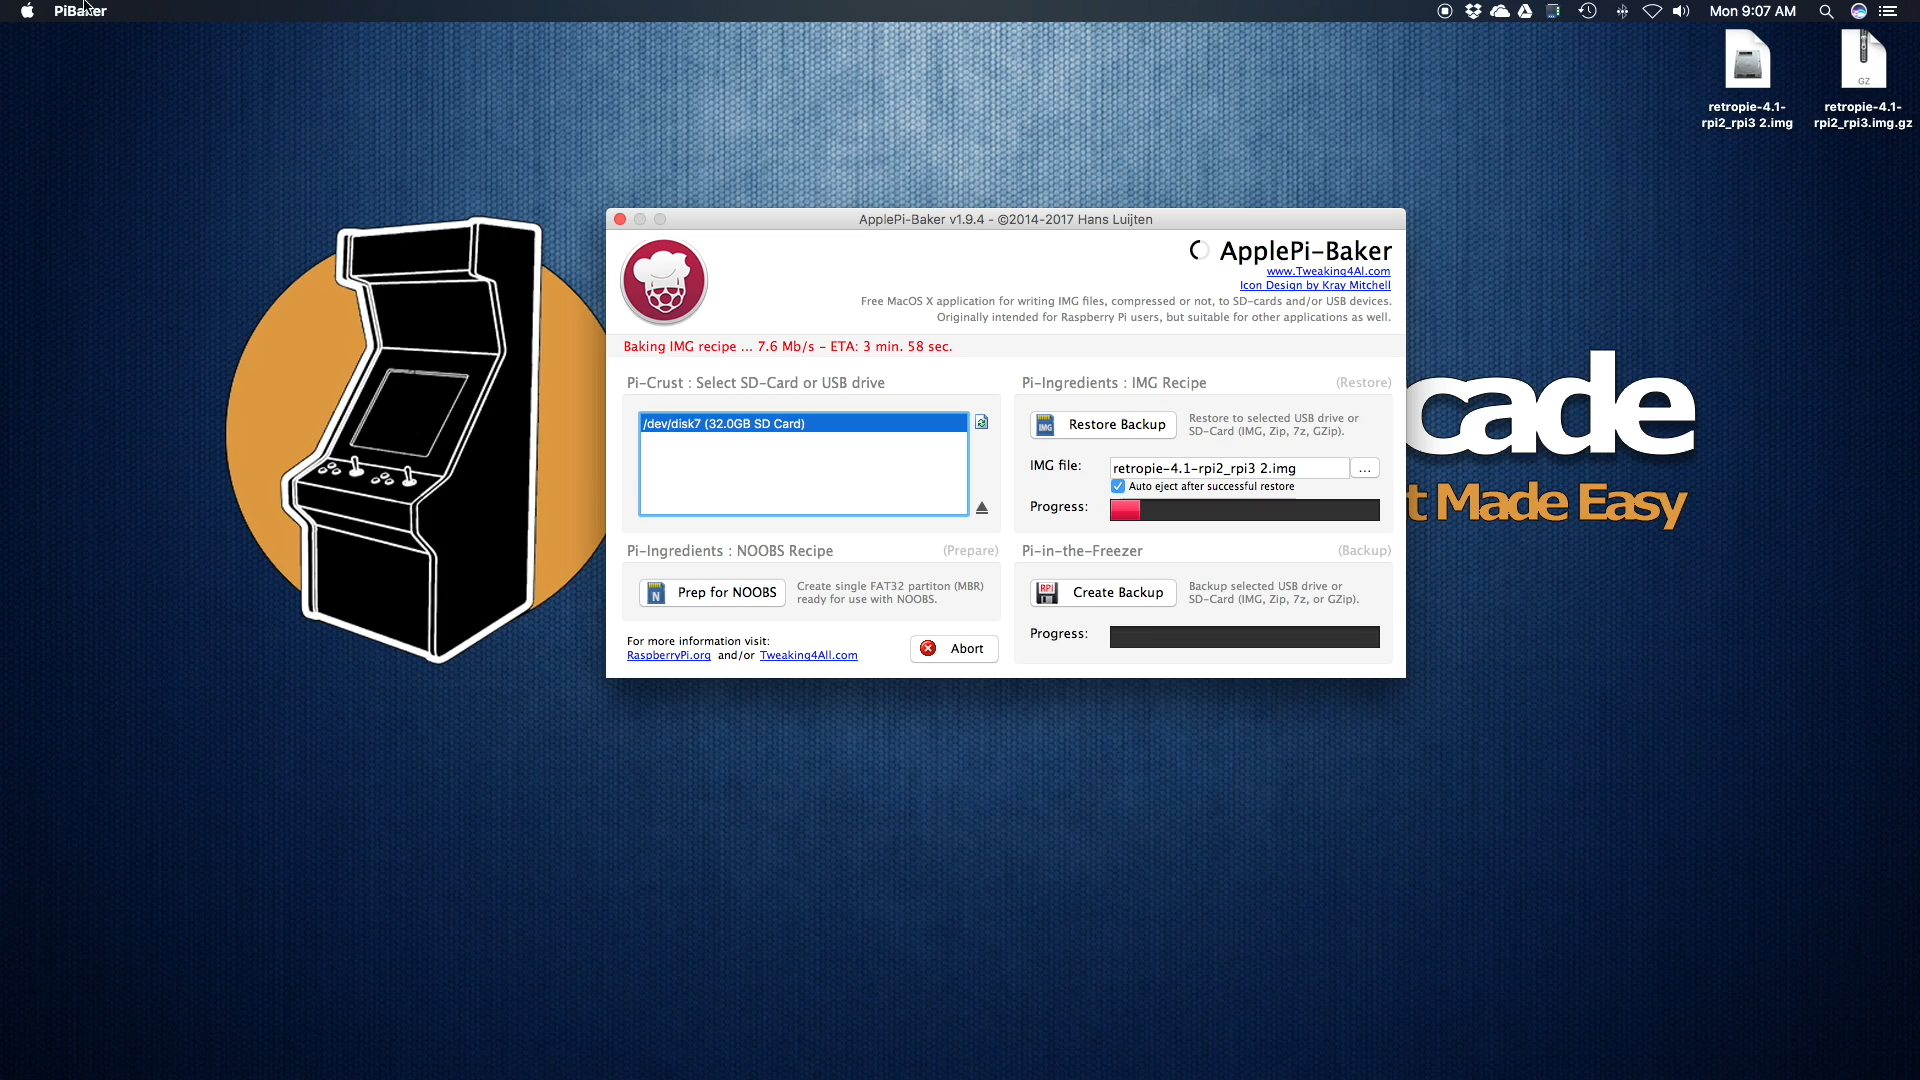 PiBaker
Mon 9:07 AM
GZ
retropie-4.1-
rpi2_rpi3 2.img
retropie-4.1-
rpi2_rpi3.img.gz
ApplePi-Baker v1.9.4 - ©2014-2017 Hans Luijten
ApplePi-Baker
www.Tweaking4Al.com
Icon Design by Kray Mitchell
Free MacOS X application for writing IMG files, compressed or not, to SD-cards and/or USB devices.
Originally intended for Raspberry Pi users, but suitable for other applications as well.
Baking IMG recipe ... 7.6 Mb/s - ETA: 3 min. 58 sec.
Pi-Crust : Select SD-Card or USB drive
/dev/disk7 (32.0GB SD Card)
Pi-Ingredients : IMG Recipe (Restore)
IMG
Restore Backup
Restore to selected USB drive or
SD-Card (IMG, Zip, 7z, GZip).
IMG file: retropie-4.1-rpi2_rpi3 2.img ...
Auto eject after successful restore
Progress:
Pi-Ingredients : NOOBS Recipe (Prepare)
N
Prep for NOOBS
Create single FAT32 partiton (MBR)
ready for use with NOOBS.
For more information visit:
RaspberryPi.org and/or Tweaking4All.com
Abort
Pi-in-the-Freezer (Backup)
RPi
Create Backup
Backup selected USB drive or
SD-Card (IMG, Zip, 7z, or GZip).
Progress:
cade
t Made Easy